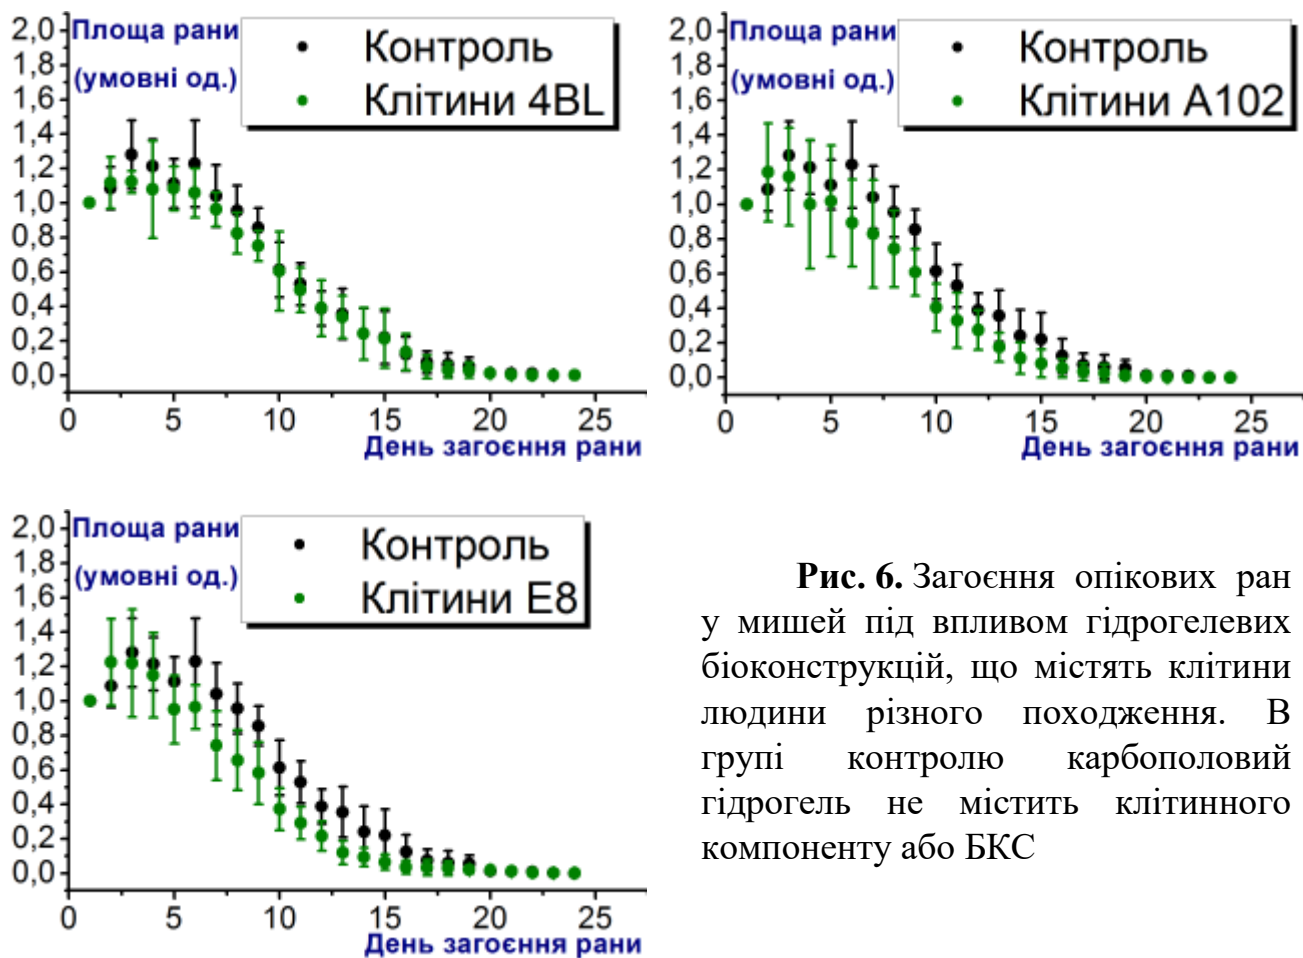 Площа рани
(умовні од.)
Контроль
Клітини 4BL
2,0
1,8
1,6
1,4
1,2
1,0
0,8
0,6
0,4
0,2
0,0
0 5 10 15 20 25
День загоєння рани
Площа рани
(умовні од.)
Контроль
Клітини A102
2,0
1,8
1,6
1,4
1,2
1,0
0,8
0,6
0,4
0,2
0,0
0 5 10 15 20 25
День загоєння рани
Площа рани
(умовні од.)
Контроль
Клітини E8
2,0
1,8
1,6
1,4
1,2
1,0
0,8
0,6
0,4
0,2
0,0
0 5 10 15 20 25
День загоєння рани
Рис. 6. Загоєння опікових ран
у мишей під впливом гідрогелевих
біоконструкцій, що містять клітини
людини різного походження. В
групі контролю карбополовий
гідрогель не містить клітинного
компоненту або БКС